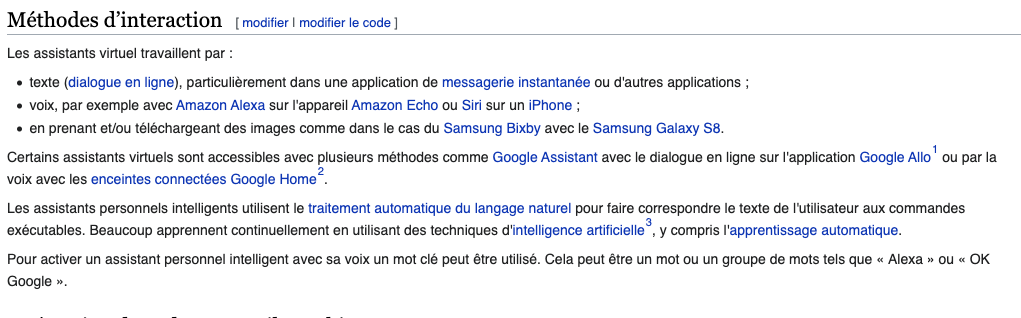 Méthodes d’interaction [ modifier | modifier le code ]
Les assistants virtuel travaillent par :
• texte (dialogue en ligne), particulièrement dans une application de messagerie instantanée ou d'autres applications ;
• voix, par exemple avec Amazon Alexa sur l'appareil Amazon Echo ou Siri sur un iPhone ;
• en prenant et/ou téléchargeant des images comme dans le cas du Samsung Bixby avec le Samsung Galaxy S8.
Certains assistants virtuels sont accessibles avec plusieurs méthodes comme Google Assistant avec le dialogue en ligne sur l'application Google Allo1 ou par la
voix avec les enceintes connectées Google Home2.
Les assistants personnels intelligents utilisent le traitement automatique du langage naturel pour faire correspondre le texte de l'utilisateur aux commandes
exécutables. Beaucoup apprennent continuellement en utilisant des techniques d'intelligence artificielle3, y compris l'apprentissage automatique.
Pour activer un assistant personnel intelligent avec sa voix un mot clé peut être utilisé. Cela peut être un mot ou un groupe de mots tels que « Alexa » ou « OK
Google ».